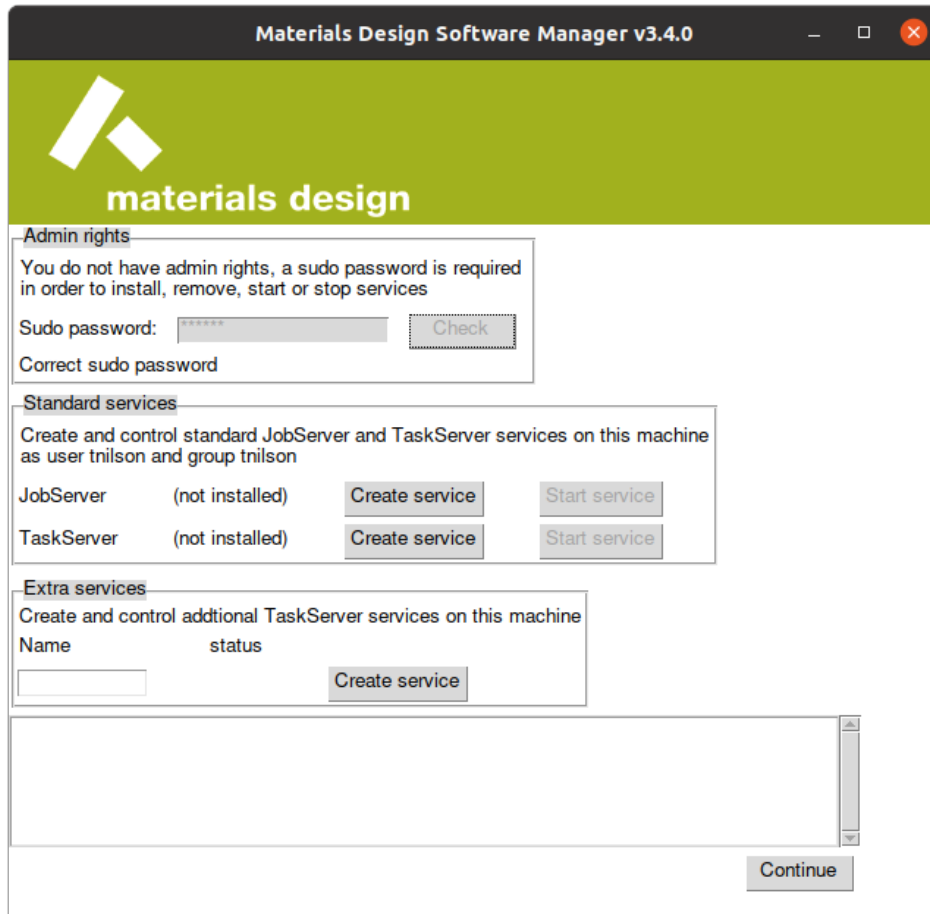 Materials Design Software Manager v3.4.0
materials design
Admin rights
You do not have admin rights, a sudo password is required
in order to install, remove, start or stop services
Sudo password: ****** Check
Correct sudo password
Standard services
Create and control standard JobServer and TaskServer services on this machine
as user tnilson and group tnilson
JobServer (not installed) Create service Start service
TaskServer (not installed) Create service Start service
Extra services
Create and control addtional TaskServer services on this machine
Name status
Create service
Continue